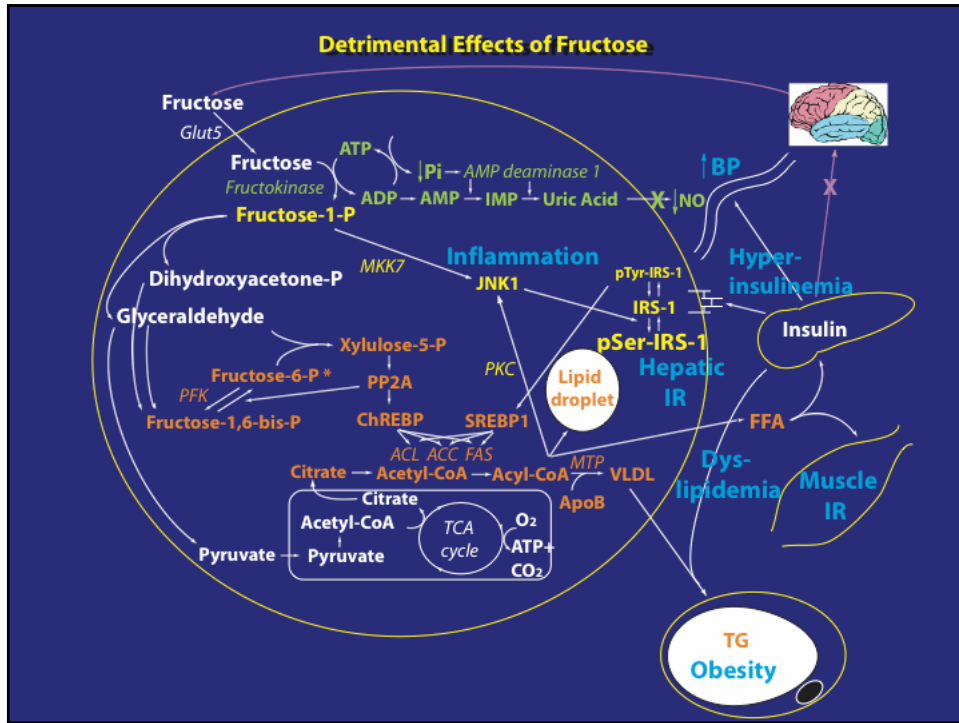 Detrimental Effects of Fructose
Fructose
Glut5
Fructose
Fructokinase
ATP
ADP
↓Pi
AMP deaminase 1
AMP
IMP
Uric Acid
X
↓NO
↑BP
X
Fructose-1-P
MKK7
Inflammation
JNK1
pTyr-IRS-1
IRS-1
pSer-IRS-1
Hepatic
IR
Hyper-
insulinemia
Insulin
Dihydroxyacetone-P
Glyceraldehyde
Xylulose-5-P
Fructose-6-P *
PFK
PP2A
Fructose-1,6-bis-P
ChREBP
SREBP1
PKC
Lipid
droplet
ACL ACC FAS
Citrate
Acetyl-CoA
Acyl-CoA
MTP
VLDL
ApoB
FFA
Dys-
lipidemia
Muscle
IR
Citrate
Acetyl-CoA
TCA
cycle
O2
ATP+
CO2
Pyruvate
Pyruvate
TG
Obesity